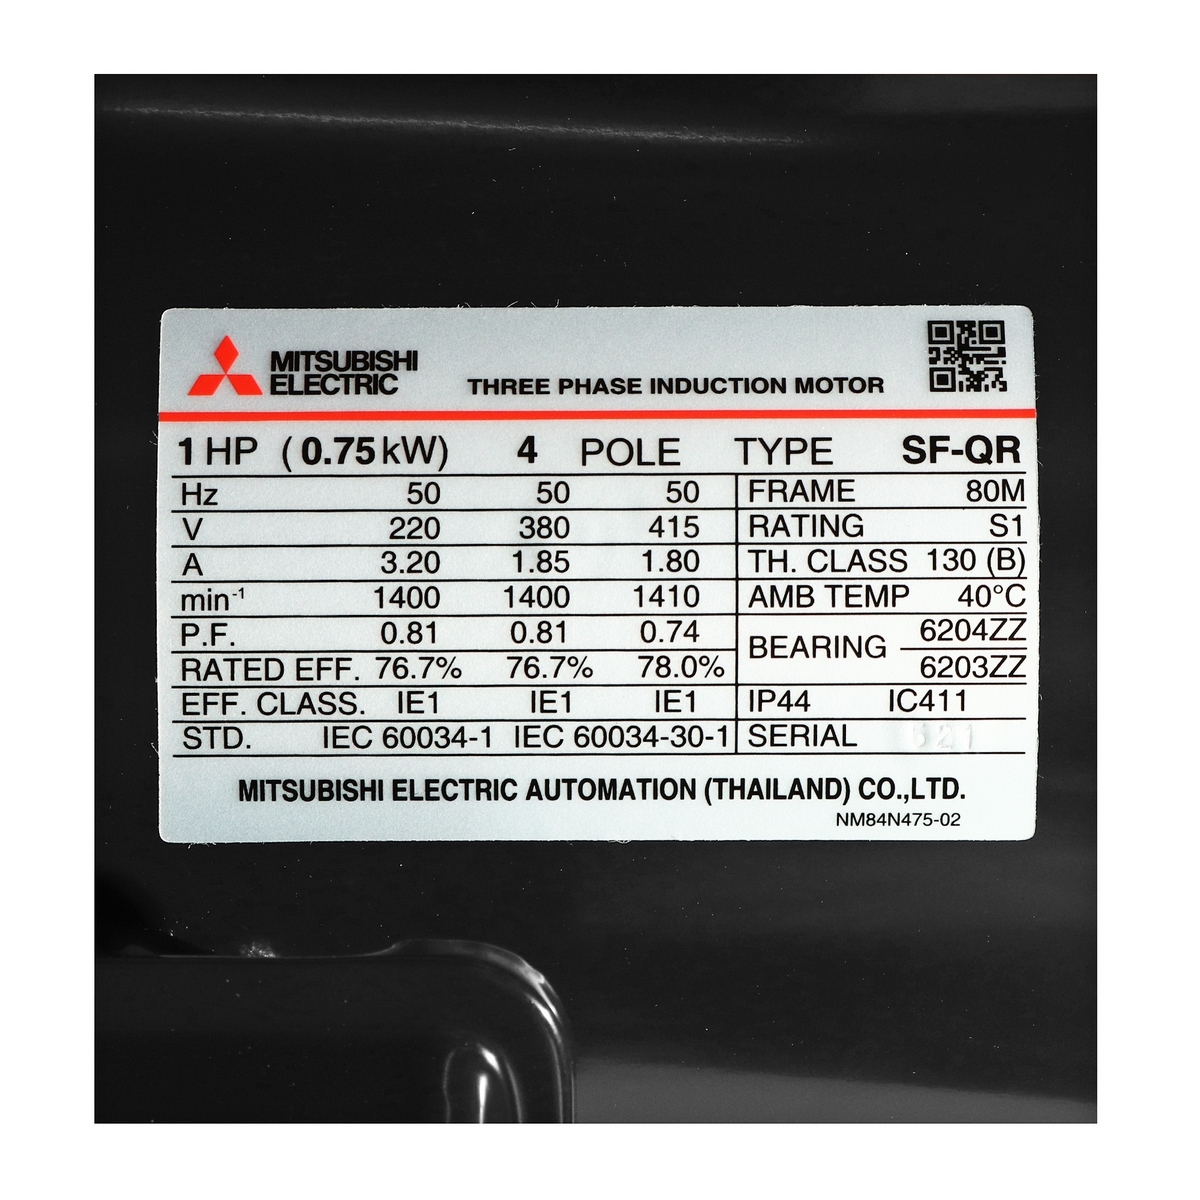 MITSUBISHI
ELECTRIC
THREE PHASE INDUCTION MOTOR
1 HP (0.75 kW) 4 POLE TYPE SF-QR
Hz 50 50 50 FRAME 80M
V 220 380 415 RATING S1
A 3.20 1.85 1.80 TH. CLASS 130 (B)
min⁻¹ 1400 1400 1410 AMB TEMP 40°C
P.F. 0.81 0.81 0.74 BEARING 6204ZZ
RATED EFF. 76.7% 76.7% 78.0% 6203ZZ
EFF. CLASS. IE1 IE1 IE1 IP44 IC411
STD. IEC 60034-1 IEC 60034-30-1 SERIAL 621
MITSUBISHI ELECTRIC AUTOMATION (THAILAND) CO.,LTD.
NM84N475-02